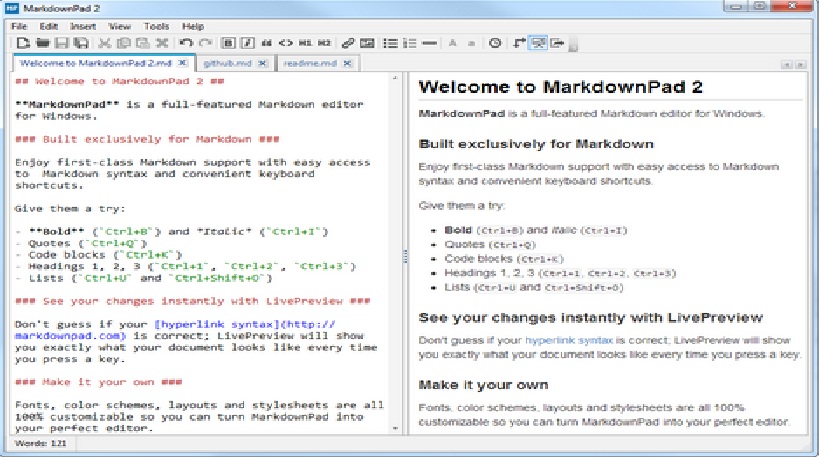 MarkdownPad 2
File Edit Insert View Tools Help
B I “ <> H1 H2 A a
Welcome to MarkdownPad 2.md github.md readme.md
## Welcome to MarkdownPad 2 ##
**MarkdownPad** is a full-featured Markdown editor
for Windows.
### Built exclusively for Markdown ###
Enjoy first-class Markdown support with easy access
to Markdown syntax and convenient keyboard
shortcuts.
Give them a try:
- **Bold** (`Ctrl+B`) and *Italic* (`Ctrl+I`)
- Quotes (`Ctrl+Q`)
- Code blocks (`Ctrl+K`)
- Headings 1, 2, 3 (`Ctrl+1`, `Ctrl+2`, `Ctrl+3`)
- Lists (`Ctrl+U` and `Ctrl+Shift+O`)
### See your changes instantly with LivePreview ###
Don't guess if your [hyperlink syntax](http://
markdownpad.com) is correct; LivePreview will show
you exactly what your document looks like every time
you press a key.
### Make it your own ###
Fonts, color schemes, layouts and stylesheets are all
100% customizable so you can turn MarkdownPad into
your perfect editor.
Welcome to MarkdownPad 2
MarkdownPad is a full-featured Markdown editor for Windows.
Built exclusively for Markdown
Enjoy first-class Markdown support with easy access to Markdown
syntax and convenient keyboard shortcuts.
Give them a try:
• Bold (Ctrl+B) and Italic (Ctrl+I)
• Quotes (Ctrl+Q)
• Code blocks (Ctrl+K)
• Headings 1, 2, 3 (Ctrl+1, Ctrl+2, Ctrl+3)
• Lists (Ctrl+U and Ctrl+Shift+O)
See your changes instantly with LivePreview
Don't guess if your hyperlink syntax is correct; LivePreview will show
you exactly what your document looks like every time you press a key.
Make it your own
Fonts, color schemes, layouts and stylesheets are all 100%
customizable so you can turn MarkdownPad into your perfect editor.
Words: 121